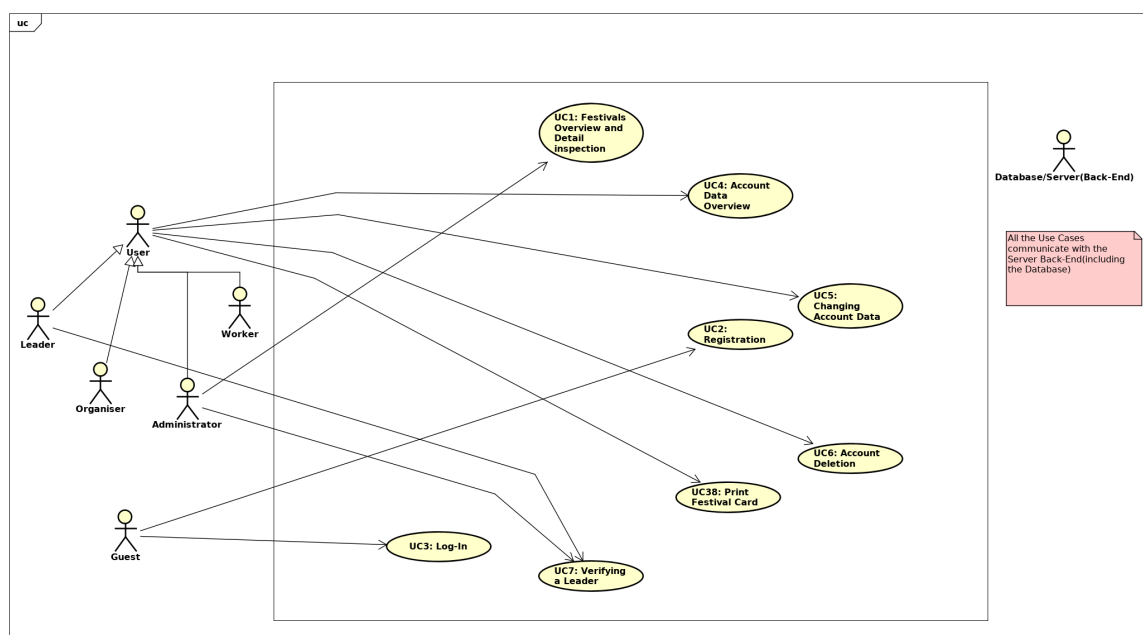 uc
UC1: Festivals
Overview and
Detail
inspection
Database/Server(Back-End)
UC4: Account
Data
Overview
User
All the Use Cases
communicate with the
Server Back-End(including
the Database)
UC5:
Changing
Account Data
Leader
Worker
UC2:
Registration
Organiser
Administrator
UC6: Account
Deletion
UC38: Print
Festival Card
Guest
UC3: Log-In
UC7: Verifying
a Leader